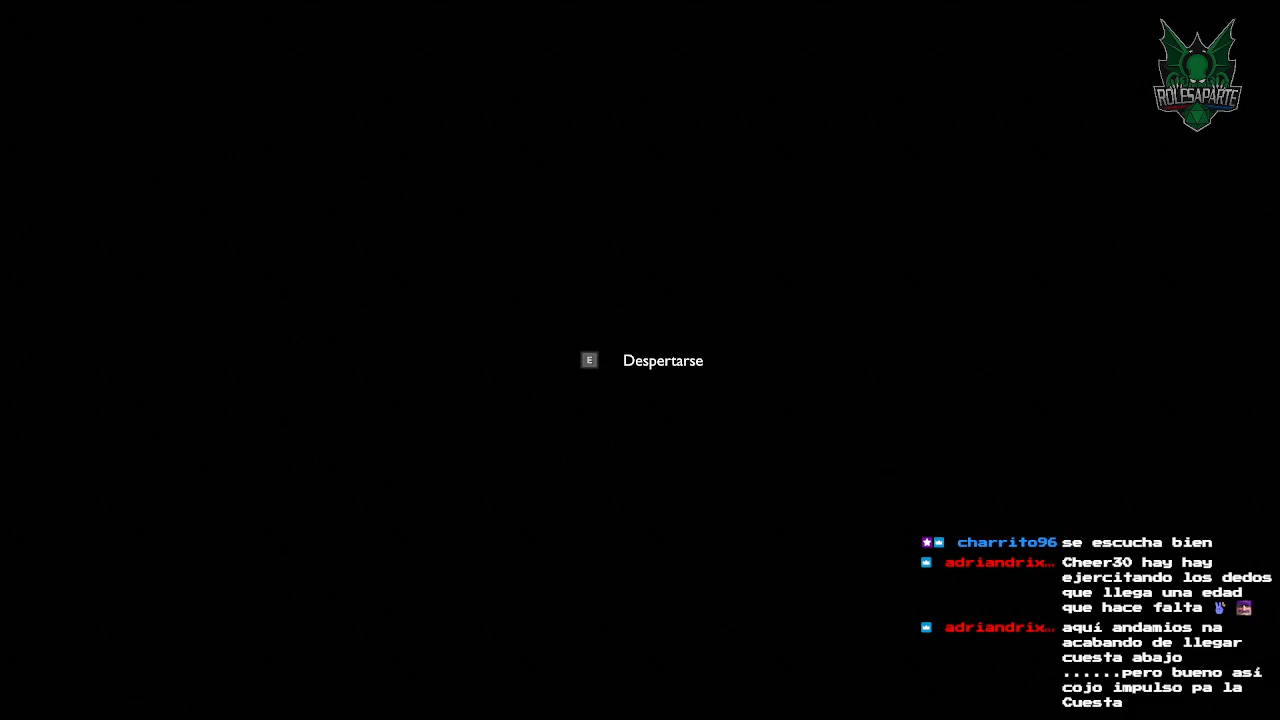 ROLESAPARTE
E Despertarse
charrito96 se escucha bien
adriandrix… Cheer30 hay hay
ejercitando los dedos
que llega una edad
que hace falta
adriandrix… aquí andamios na
acabando de llegar
cuesta abajo
......pero bueno así
cojo impulso pa la
Cuesta